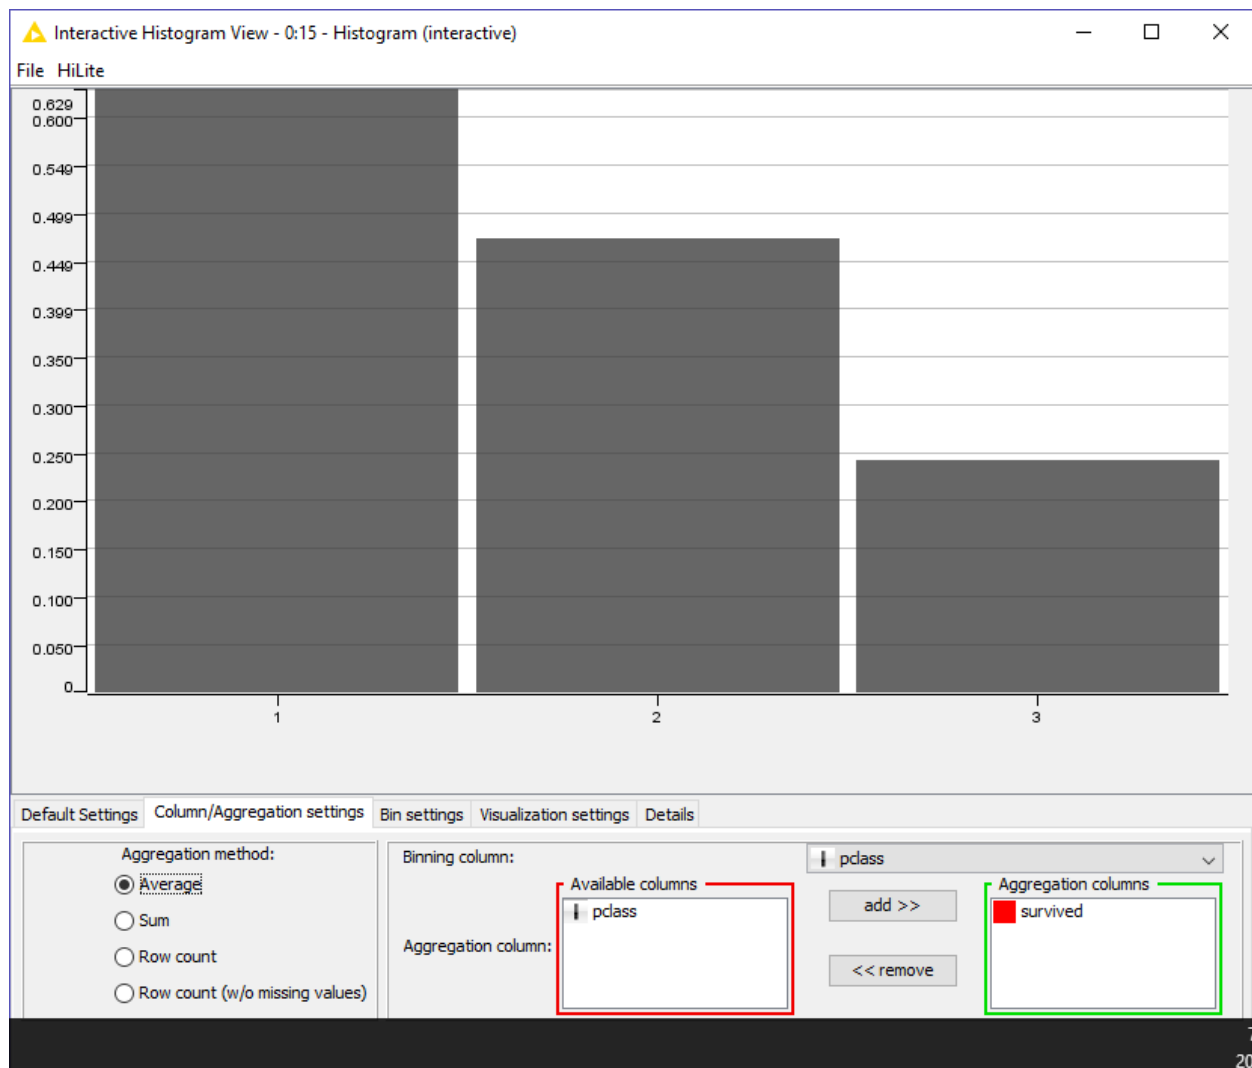 Interactive Histogram View - 0:15 - Histogram (interactive)
File HiLite
0.629
0.600
0.549
0.499
0.449
0.399
0.350
0.300
0.250
0.200
0.150
0.100
0.050
0
1 2 3
Default Settings Column/Aggregation settings Bin settings Visualization settings Details
Aggregation method:
Average
Sum
Row count
Row count (w/o missing values)
Binning column:
pclass
Aggregation column:
Available columns
pclass
add >>
<< remove
Aggregation columns
survived
7
20